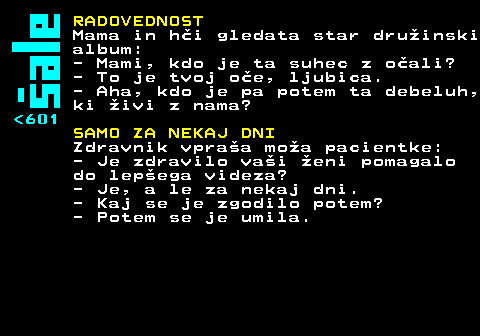 Šale
<601
RADOVEDNOST
Mama in hči gledata star družinski
album:
- Mami, kdo je ta suhec z očali?
- To je tvoj oče, ljubica.
- Aha, kdo je pa potem ta debeluh,
ki živi z nama?
SAMO ZA NEKAJ DNI
Zdravnik vpraša moža pacientke:
- Je zdravilo vaši ženi pomagalo
do lepšega videza?
- Je, a le za nekaj dni.
- Kaj se je zgodilo potem?
- Potem se je umila.